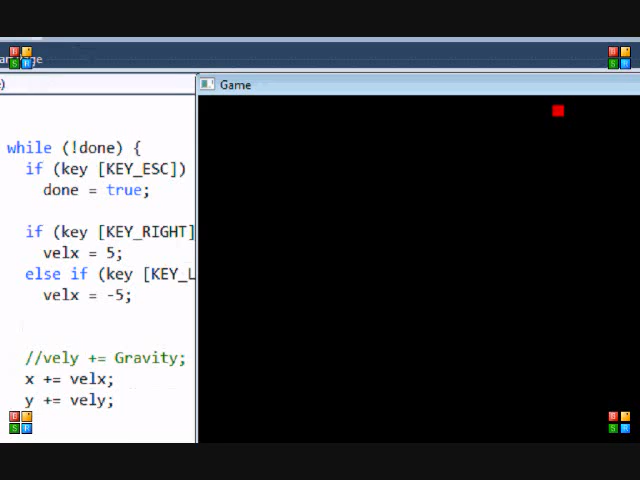 Game
e)
while (!done) {
if (key [KEY_ESC])
done = true;
if (key [KEY_RIGHT]
velx = 5;
else if (key [KEY_L
velx = -5;
//vely += Gravity;
x += velx;
y += vely;